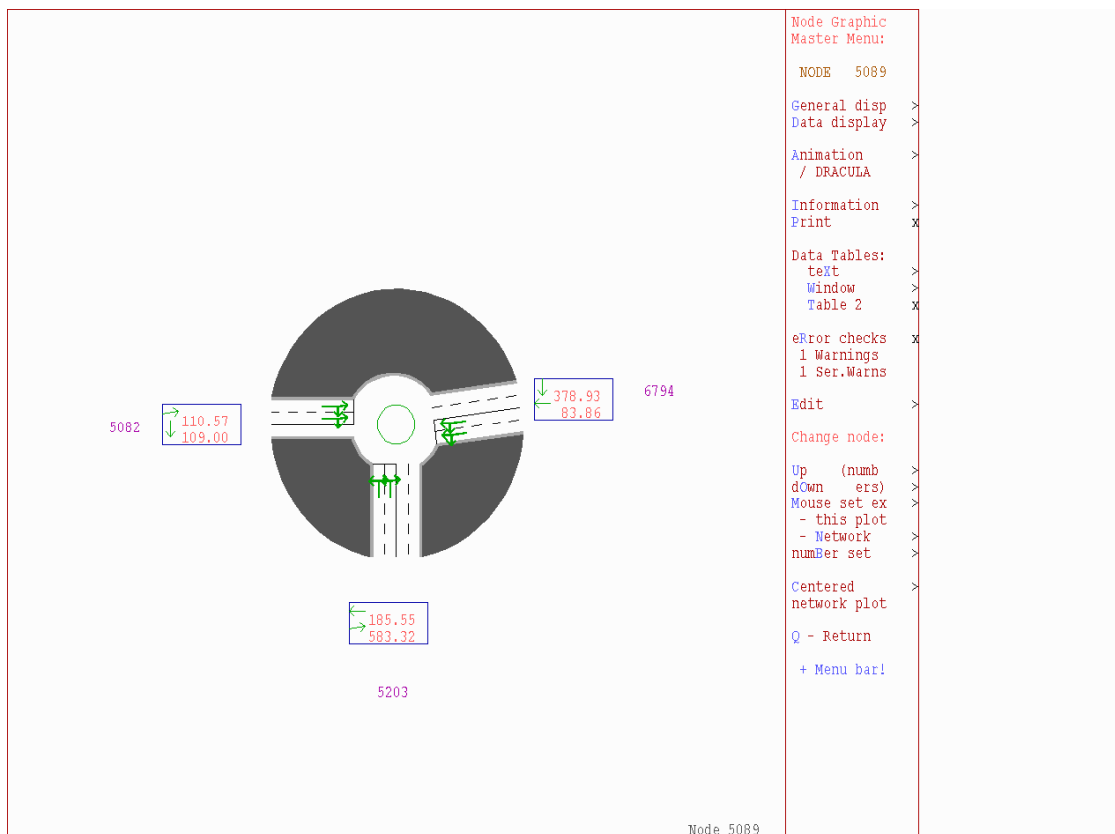 Node Graphic
Master Menu:
NODE 5089
General disp >
Data display >
Animation >
/ DRACULA
Information >
Print x
Data Tables:
teXt >
Window >
Table 2 x
eRror checks x
1 Warnings
1 Ser.Warns
Edit >
Change node:
Up (numb >
dOwn ers) >
Mouse set ex >
- this plot
- Network >
numBer set >
Centered >
network plot
Q - Return
+ Menu bar!
378.93
83.86
6794
5082
110.57
109.00
185.55
583.32
5203
Node 5089